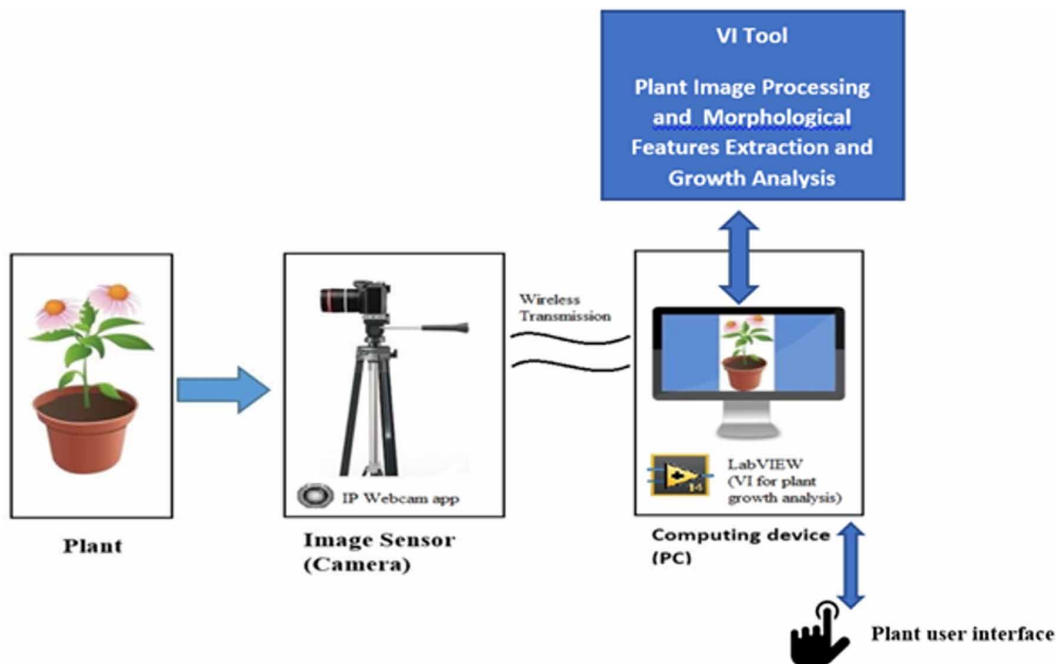 VI Tool
Plant Image Processing
and Morphological
Features Extraction and
Growth Analysis
Wireless
Transmission
IP Webcam app
14
LabVIEW
(VI for plant
growth analysis)
Plant
Image Sensor
(Camera)
Computing device
(PC)
Plant user interface